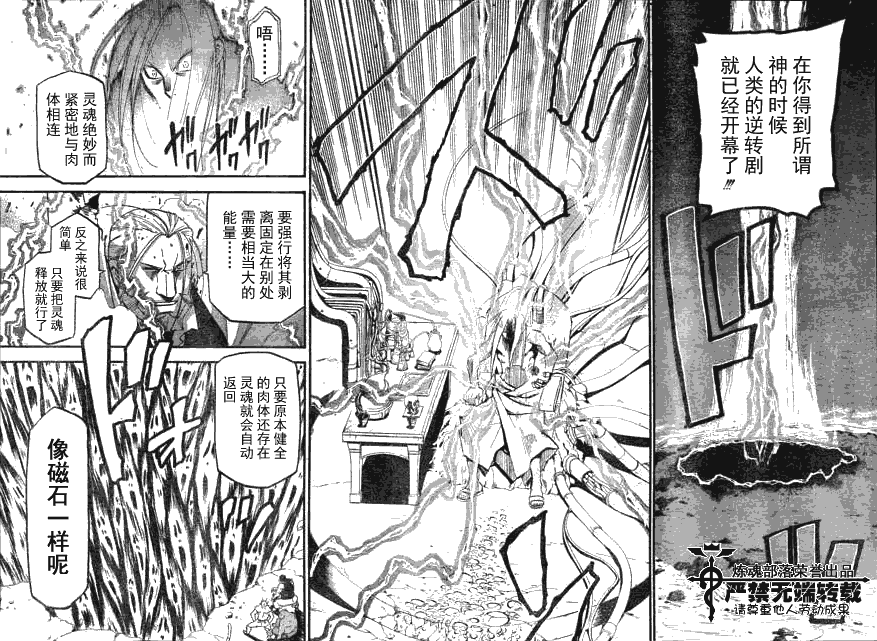 在你得到所谓
神的时候
人类的逆转剧
就已经开幕了!!!
唔……
灵魂绝妙而
紧密地与肉
体相连
要强行将其剥
离固定在别处
需要相当大的
能量……
反之来说很
简单
只要把灵魂
释放就行了
只要原本健全
的肉体还存在
灵魂就会自动
返回
像磁石一样呢
炼魂部落荣誉出品
严禁无端转载
请尊重他人劳动成果